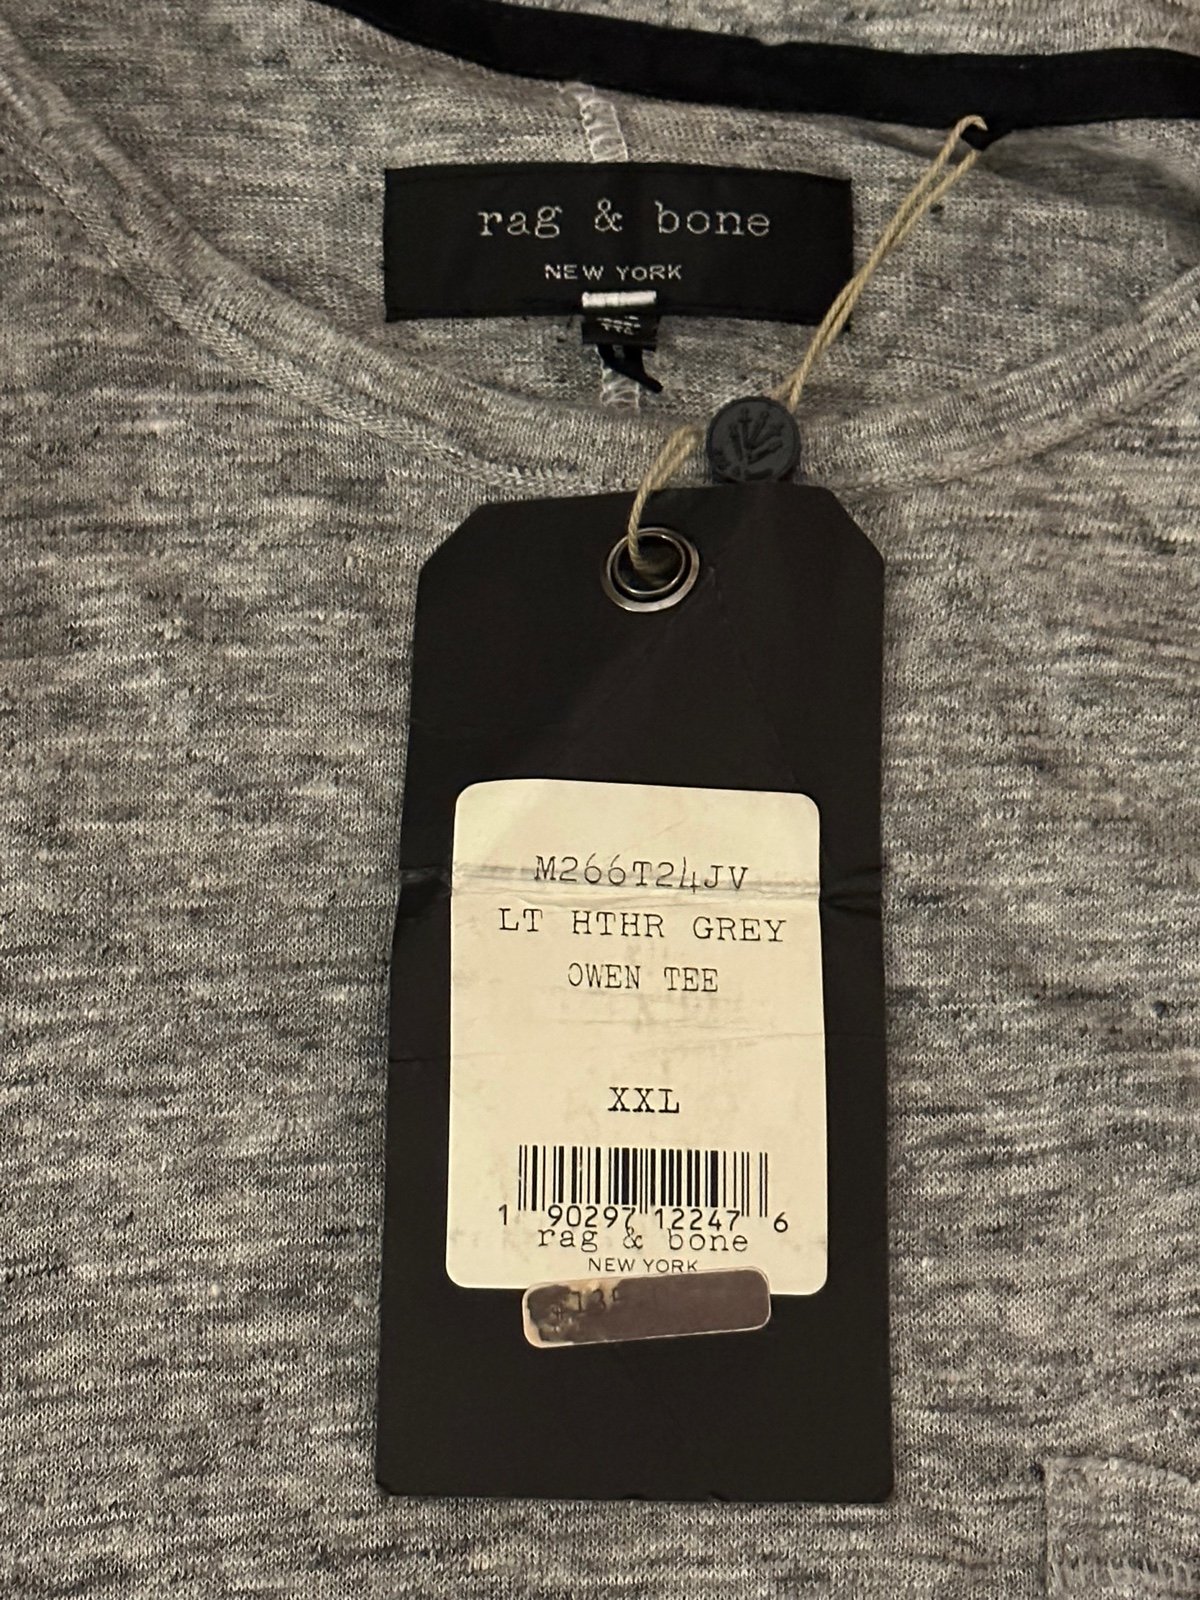 rag & bone
NEW YORK
M266T24JV
LT HTHR GREY
OWEN TEE
XXL
1 90297 12247 6
rag & bone
NEW YORK